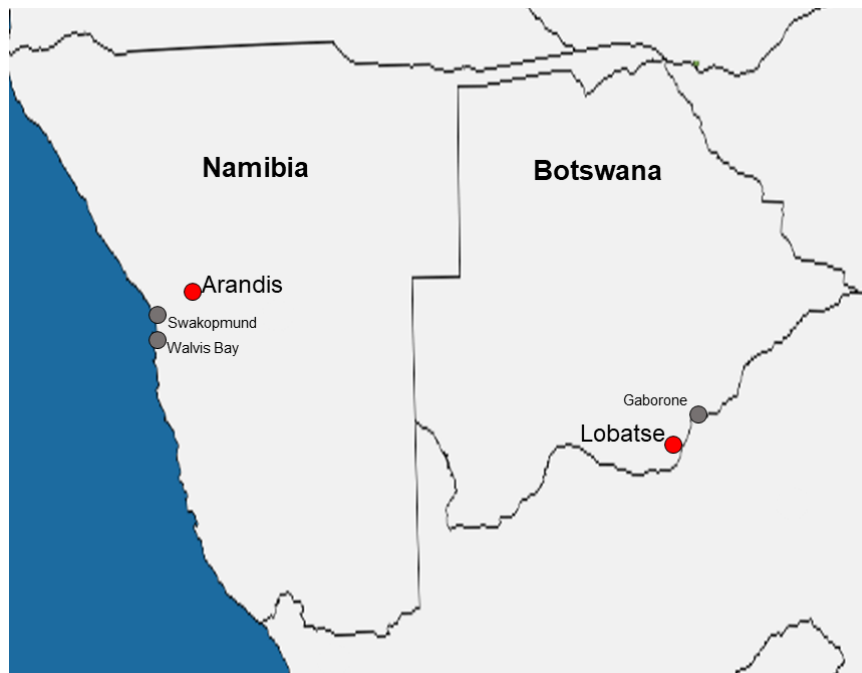 Namibia
Botswana
Arandis
Swakopmund
Walvis Bay
Gaborone
Lobatse